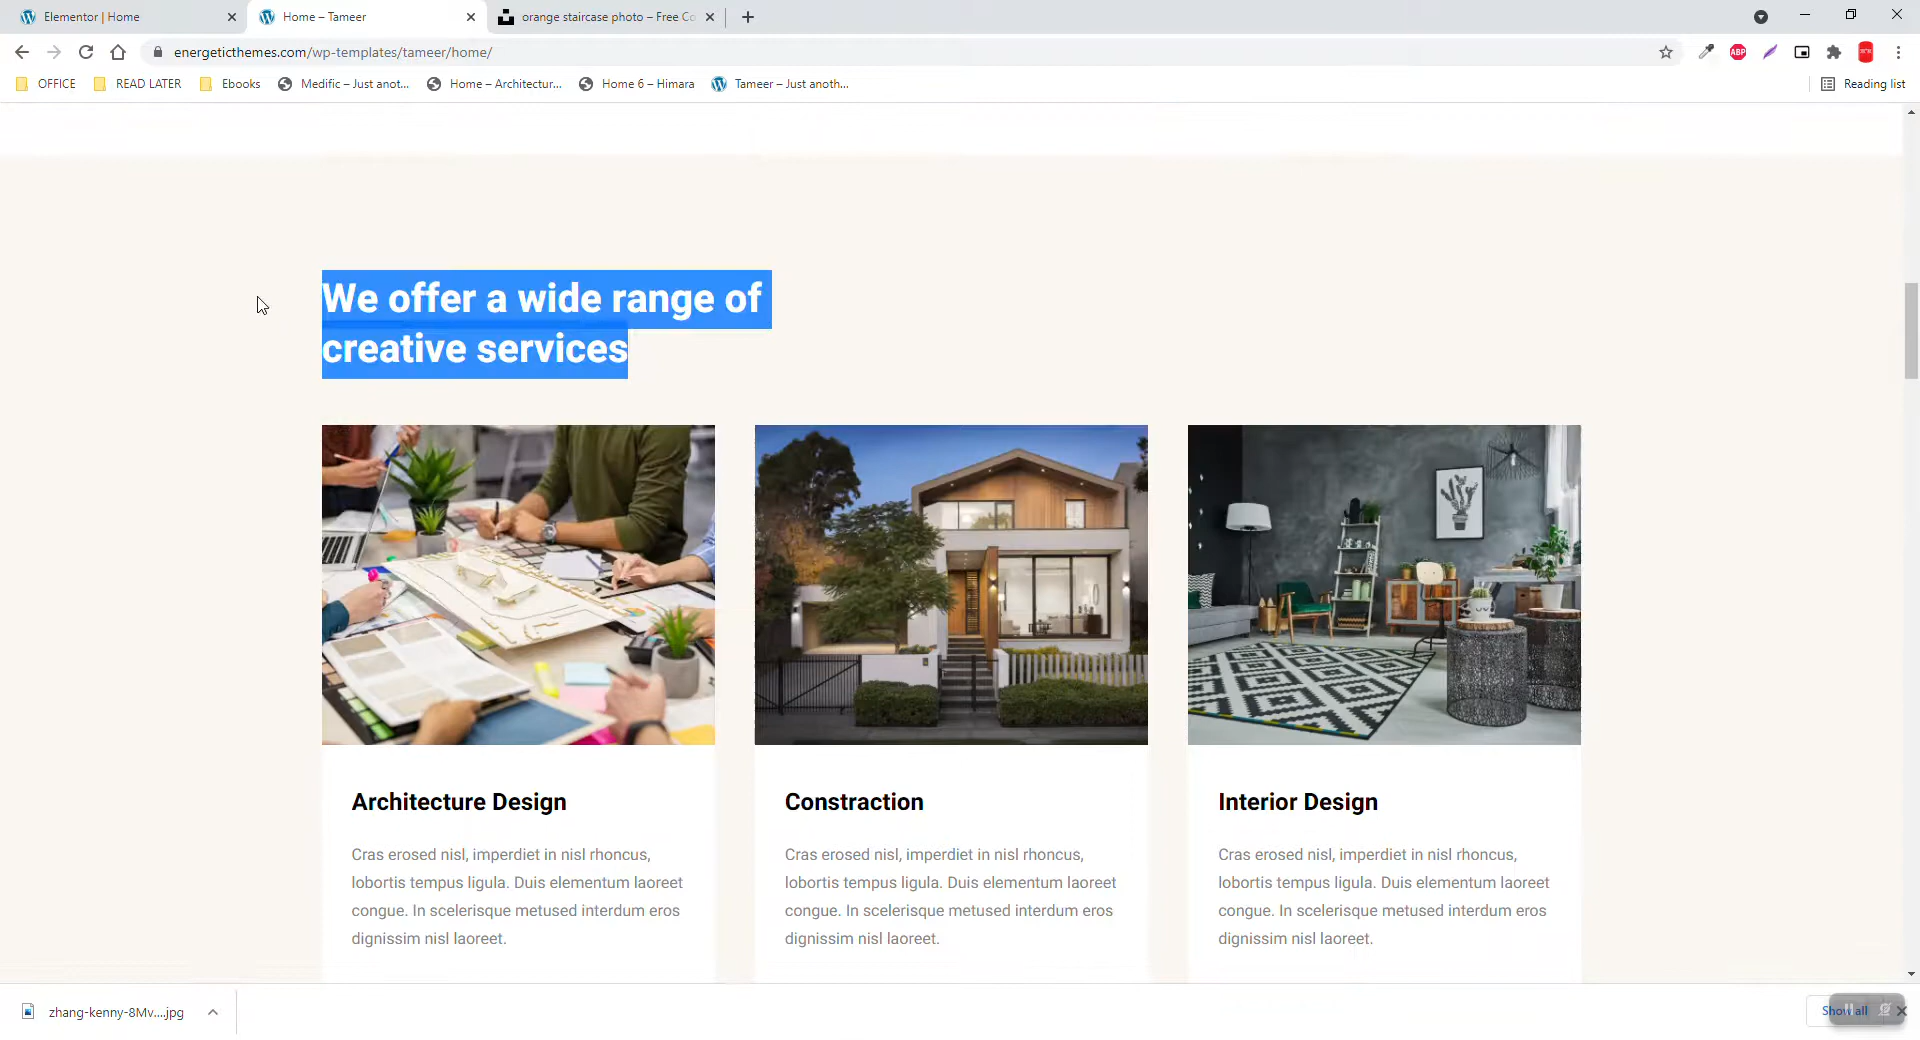 Elementor | Home
Home – Tameer
orange staircase photo – Free Co
energeticthemes.com/wp-templates/tameer/home/
ABP
OFFICE
READ LATER
Ebooks
Medific – Just anot...
Home – Architectur...
Home 6 – Himara
Tameer – Just anoth...
Reading list
We offer a wide range of
creative services
Architecture Design
Cras erosed nisl, imperdiet in nisl rhoncus,
lobortis tempus ligula. Duis elementum laoreet
congue. In scelerisque metused interdum eros
dignissim nisl laoreet.
Constraction
Cras erosed nisl, imperdiet in nisl rhoncus,
lobortis tempus ligula. Duis elementum laoreet
congue. In scelerisque metused interdum eros
dignissim nisl laoreet.
Interior Design
Cras erosed nisl, imperdiet in nisl rhoncus,
lobortis tempus ligula. Duis elementum laoreet
congue. In scelerisque metused interdum eros
dignissim nisl laoreet.
zhang-kenny-8Mv....jpg
Show all